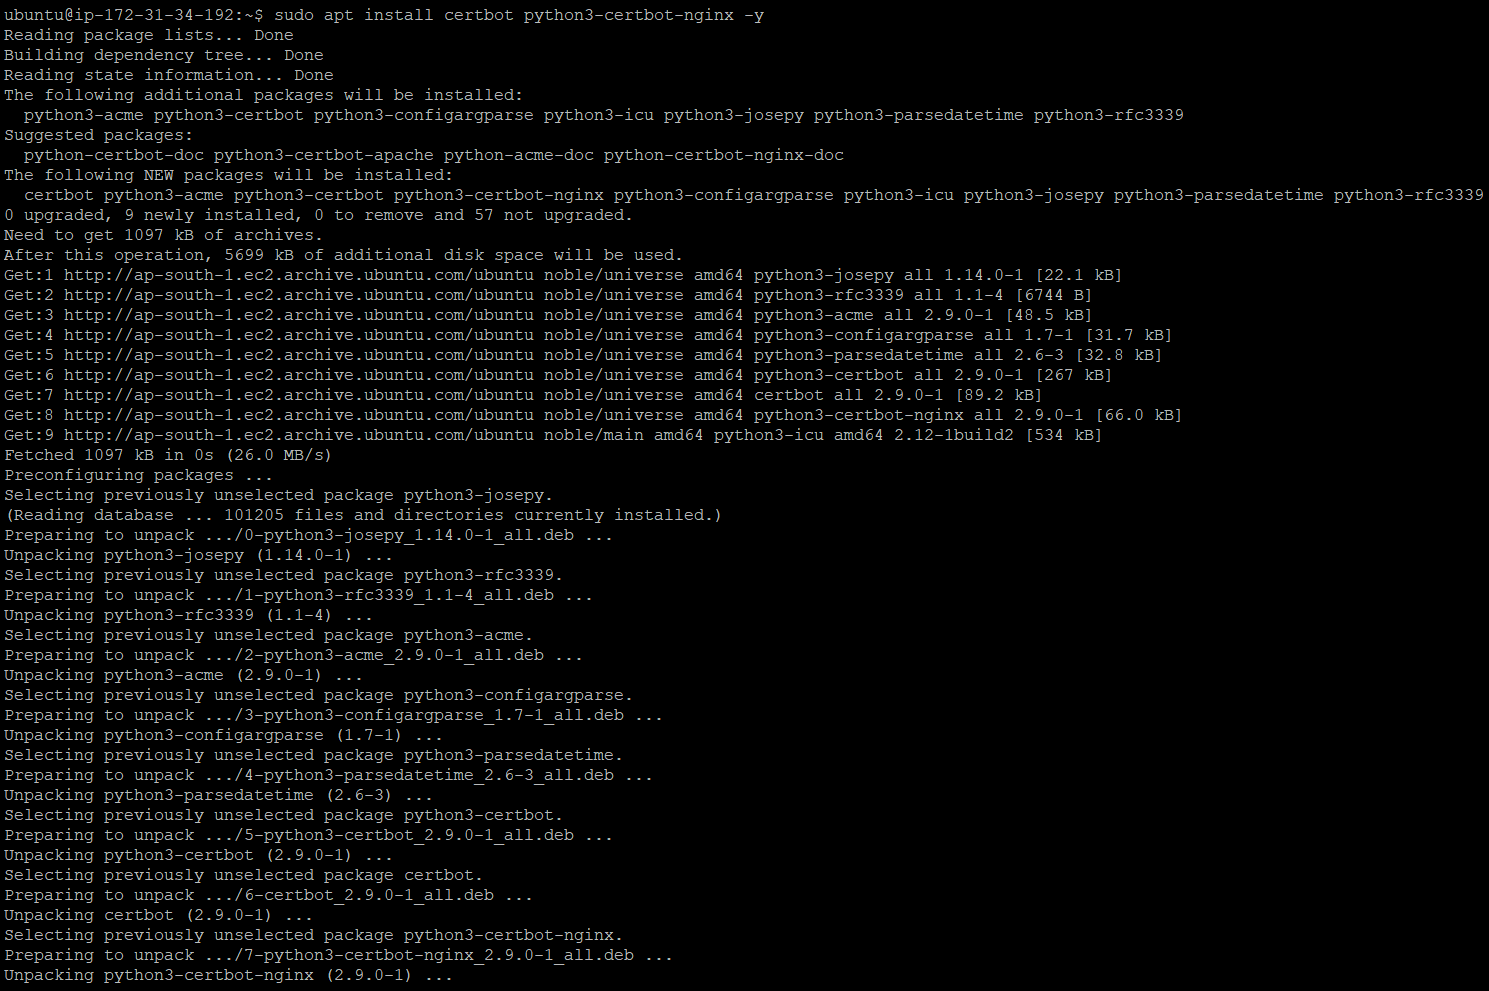 ubuntu@ip-172-31-34-192:~$ sudo apt install certbot python3-certbot-nginx -y
Reading package lists... Done
Building dependency tree... Done
Reading state information... Done
The following additional packages will be installed:
  python3-acme python3-certbot python3-configargparse python3-icu python3-josepy python3-parsedatetime python3-rfc3339
Suggested packages:
  python-certbot-doc python3-certbot-apache python-acme-doc python-certbot-nginx-doc
The following NEW packages will be installed:
  certbot python3-acme python3-certbot python3-certbot-nginx python3-configargparse python3-icu python3-josepy python3-parsedatetime python3-rfc3339
0 upgraded, 9 newly installed, 0 to remove and 57 not upgraded.
Need to get 1097 kB of archives.
After this operation, 5699 kB of additional disk space will be used.
Get:1 http://ap-south-1.ec2.archive.ubuntu.com/ubuntu noble/universe amd64 python3-josepy all 1.14.0-1 [22.1 kB]
Get:2 http://ap-south-1.ec2.archive.ubuntu.com/ubuntu noble/universe amd64 python3-rfc3339 all 1.1-4 [6744 B]
Get:3 http://ap-south-1.ec2.archive.ubuntu.com/ubuntu noble/universe amd64 python3-acme all 2.9.0-1 [48.5 kB]
Get:4 http://ap-south-1.ec2.archive.ubuntu.com/ubuntu noble/universe amd64 python3-configargparse all 1.7-1 [31.7 kB]
Get:5 http://ap-south-1.ec2.archive.ubuntu.com/ubuntu noble/universe amd64 python3-parsedatetime all 2.6-3 [32.8 kB]
Get:6 http://ap-south-1.ec2.archive.ubuntu.com/ubuntu noble/universe amd64 python3-certbot all 2.9.0-1 [267 kB]
Get:7 http://ap-south-1.ec2.archive.ubuntu.com/ubuntu noble/universe amd64 certbot all 2.9.0-1 [89.2 kB]
Get:8 http://ap-south-1.ec2.archive.ubuntu.com/ubuntu noble/universe amd64 python3-certbot-nginx all 2.9.0-1 [66.0 kB]
Get:9 http://ap-south-1.ec2.archive.ubuntu.com/ubuntu noble/main amd64 python3-icu amd64 2.12-1build2 [534 kB]
Fetched 1097 kB in 0s (26.0 MB/s)
Preconfiguring packages ...
Selecting previously unselected package python3-josepy.
(Reading database ... 101205 files and directories currently installed.)
Preparing to unpack .../0-python3-josepy_1.14.0-1_all.deb ...
Unpacking python3-josepy (1.14.0-1) ...
Selecting previously unselected package python3-rfc3339.
Preparing to unpack .../1-python3-rfc3339_1.1-4_all.deb ...
Unpacking python3-rfc3339 (1.1-4) ...
Selecting previously unselected package python3-acme.
Preparing to unpack .../2-python3-acme_2.9.0-1_all.deb ...
Unpacking python3-acme (2.9.0-1) ...
Selecting previously unselected package python3-configargparse.
Preparing to unpack .../3-python3-configargparse_1.7-1_all.deb ...
Unpacking python3-configargparse (1.7-1) ...
Selecting previously unselected package python3-parsedatetime.
Preparing to unpack .../4-python3-parsedatetime_2.6-3_all.deb ...
Unpacking python3-parsedatetime (2.6-3) ...
Selecting previously unselected package python3-certbot.
Preparing to unpack .../5-python3-certbot_2.9.0-1_all.deb ...
Unpacking python3-certbot (2.9.0-1) ...
Selecting previously unselected package certbot.
Preparing to unpack .../6-certbot_2.9.0-1_all.deb ...
Unpacking certbot (2.9.0-1) ...
Selecting previously unselected package python3-certbot-nginx.
Preparing to unpack .../7-python3-certbot-nginx_2.9.0-1_all.deb ...
Unpacking python3-certbot-nginx (2.9.0-1) ...